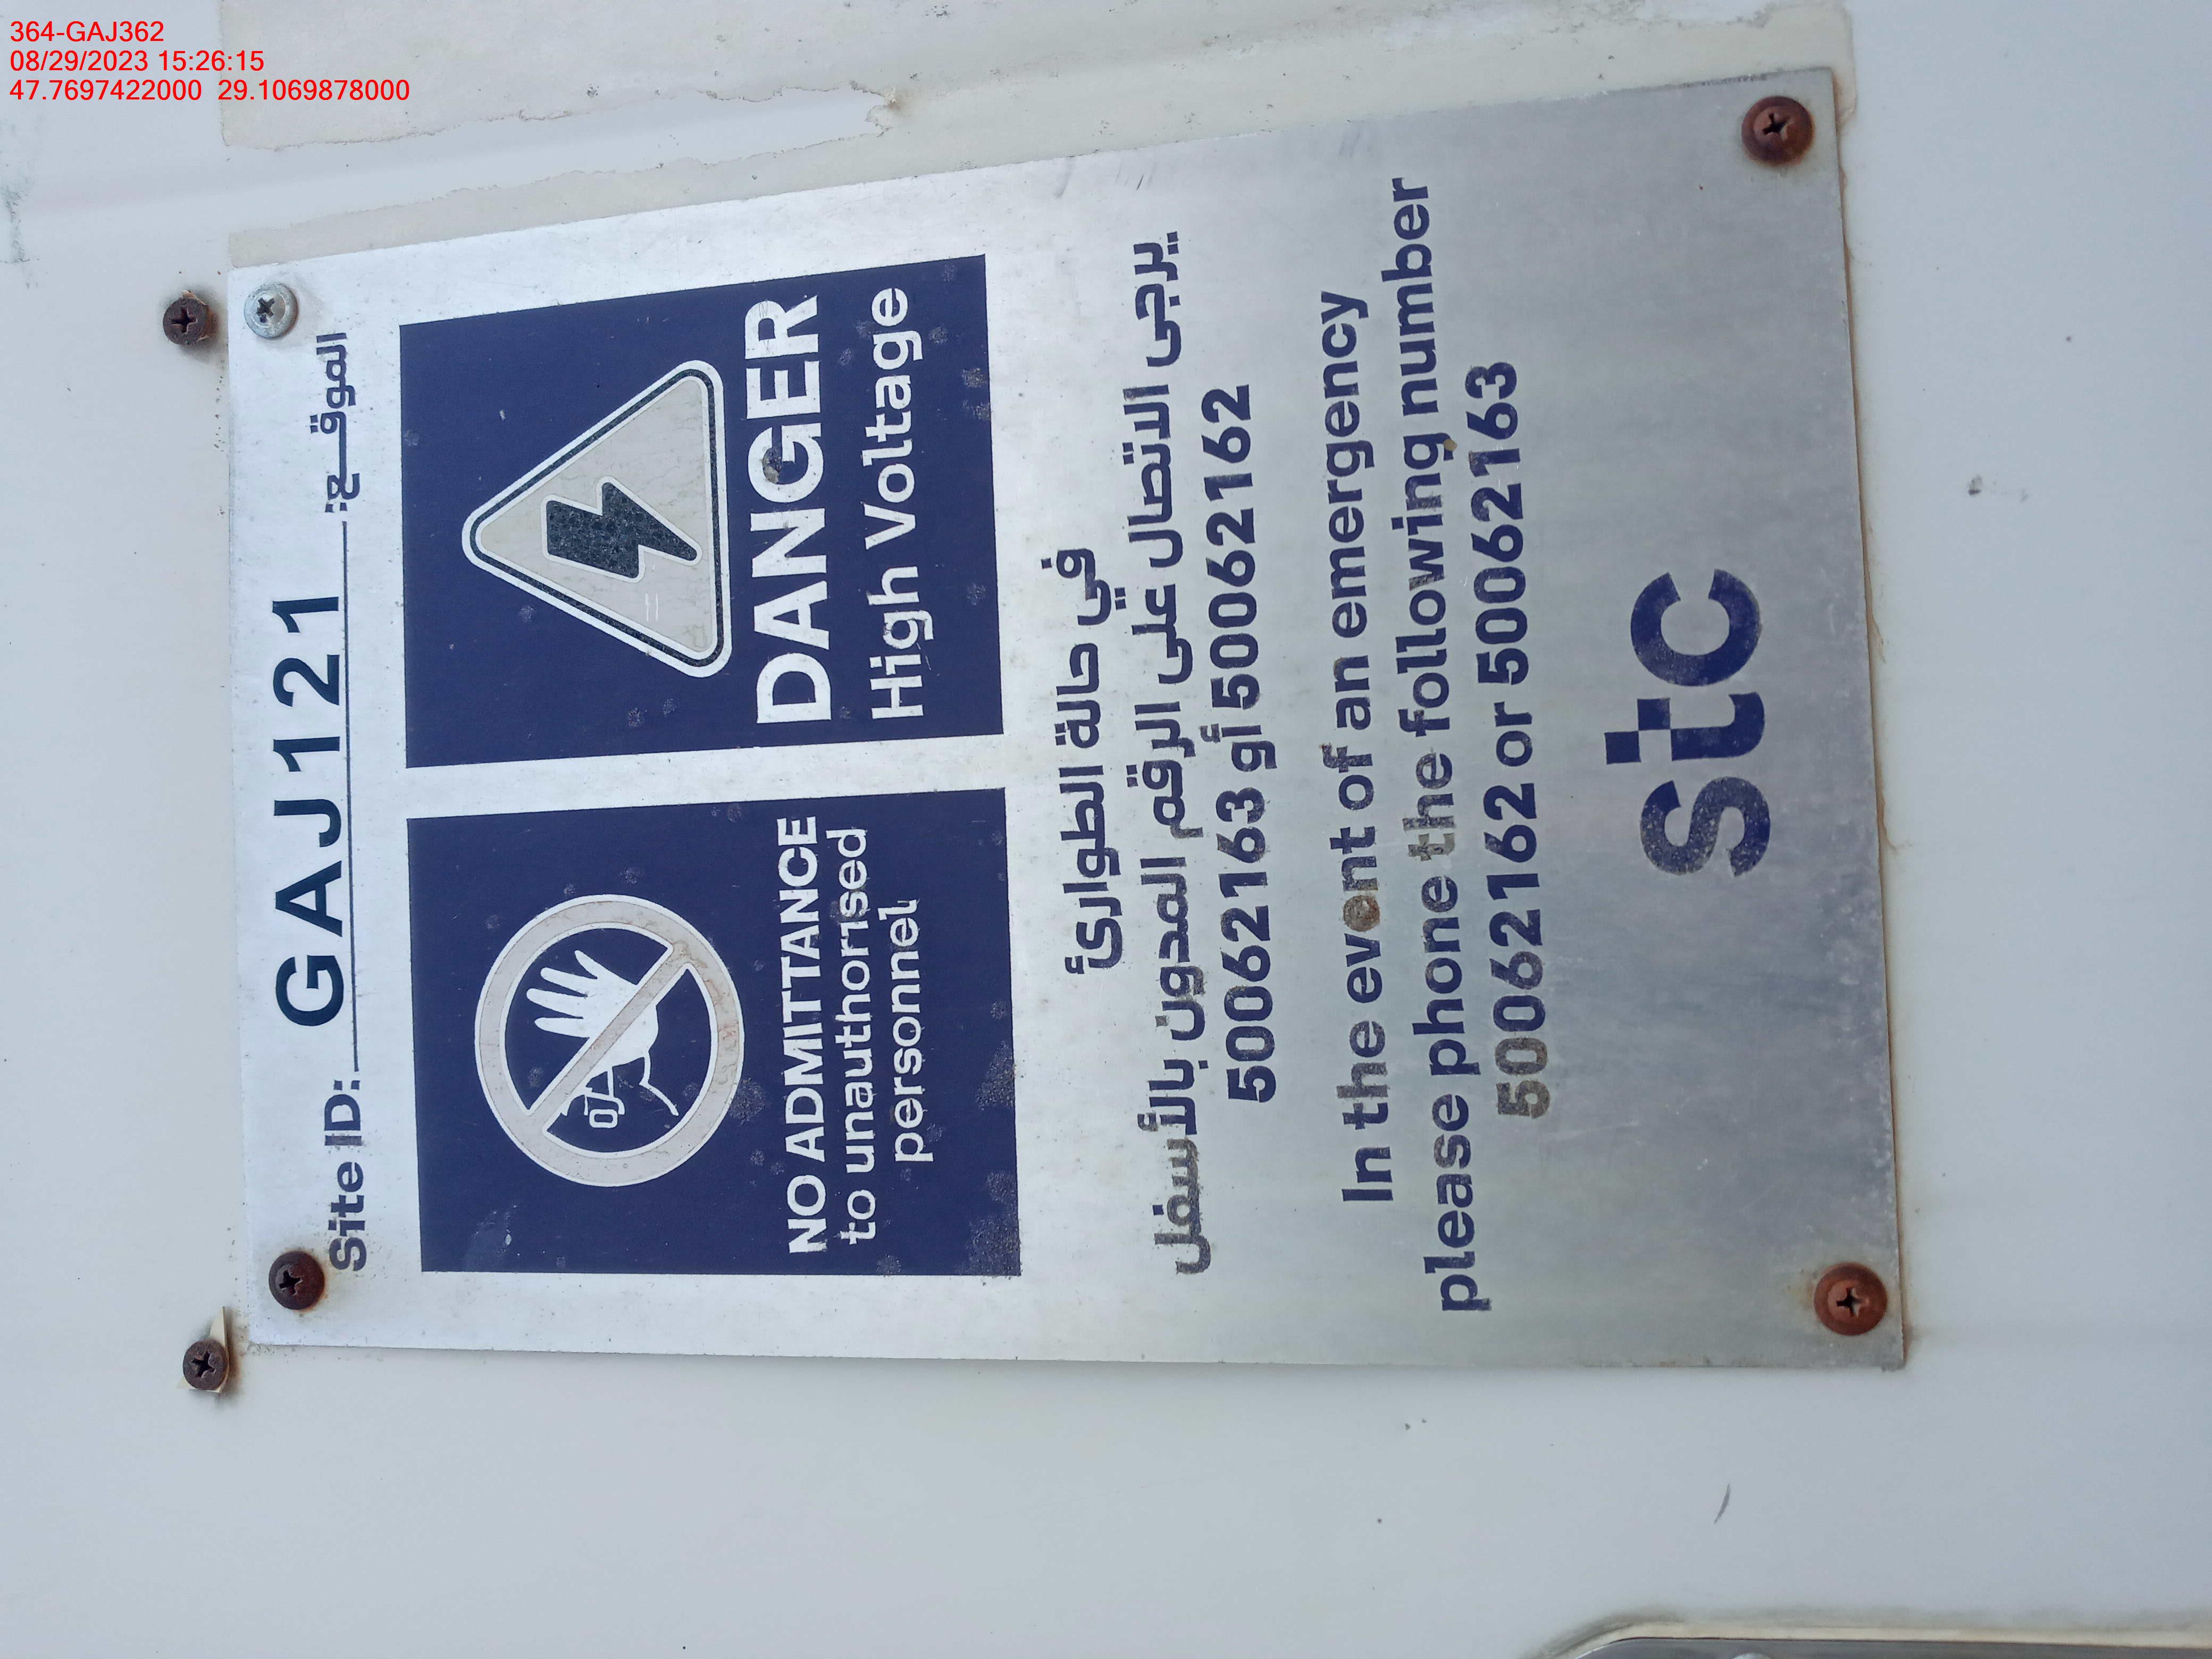 364-GAJ362
08/29/2023 15:26:15
47.7697422000 29.1069878000
Site ID: GAJ121 الموقـع:
NO ADMITTANCE
to unauthorised
personnel
DANGER
High Voltage
في حالة الطوارئ
يرجى الاتصال على الرقم المدون بالأسفل
50062163 أو 50062162
In the event of an emergency
please phone the following number
50062162 or 50062163
stc